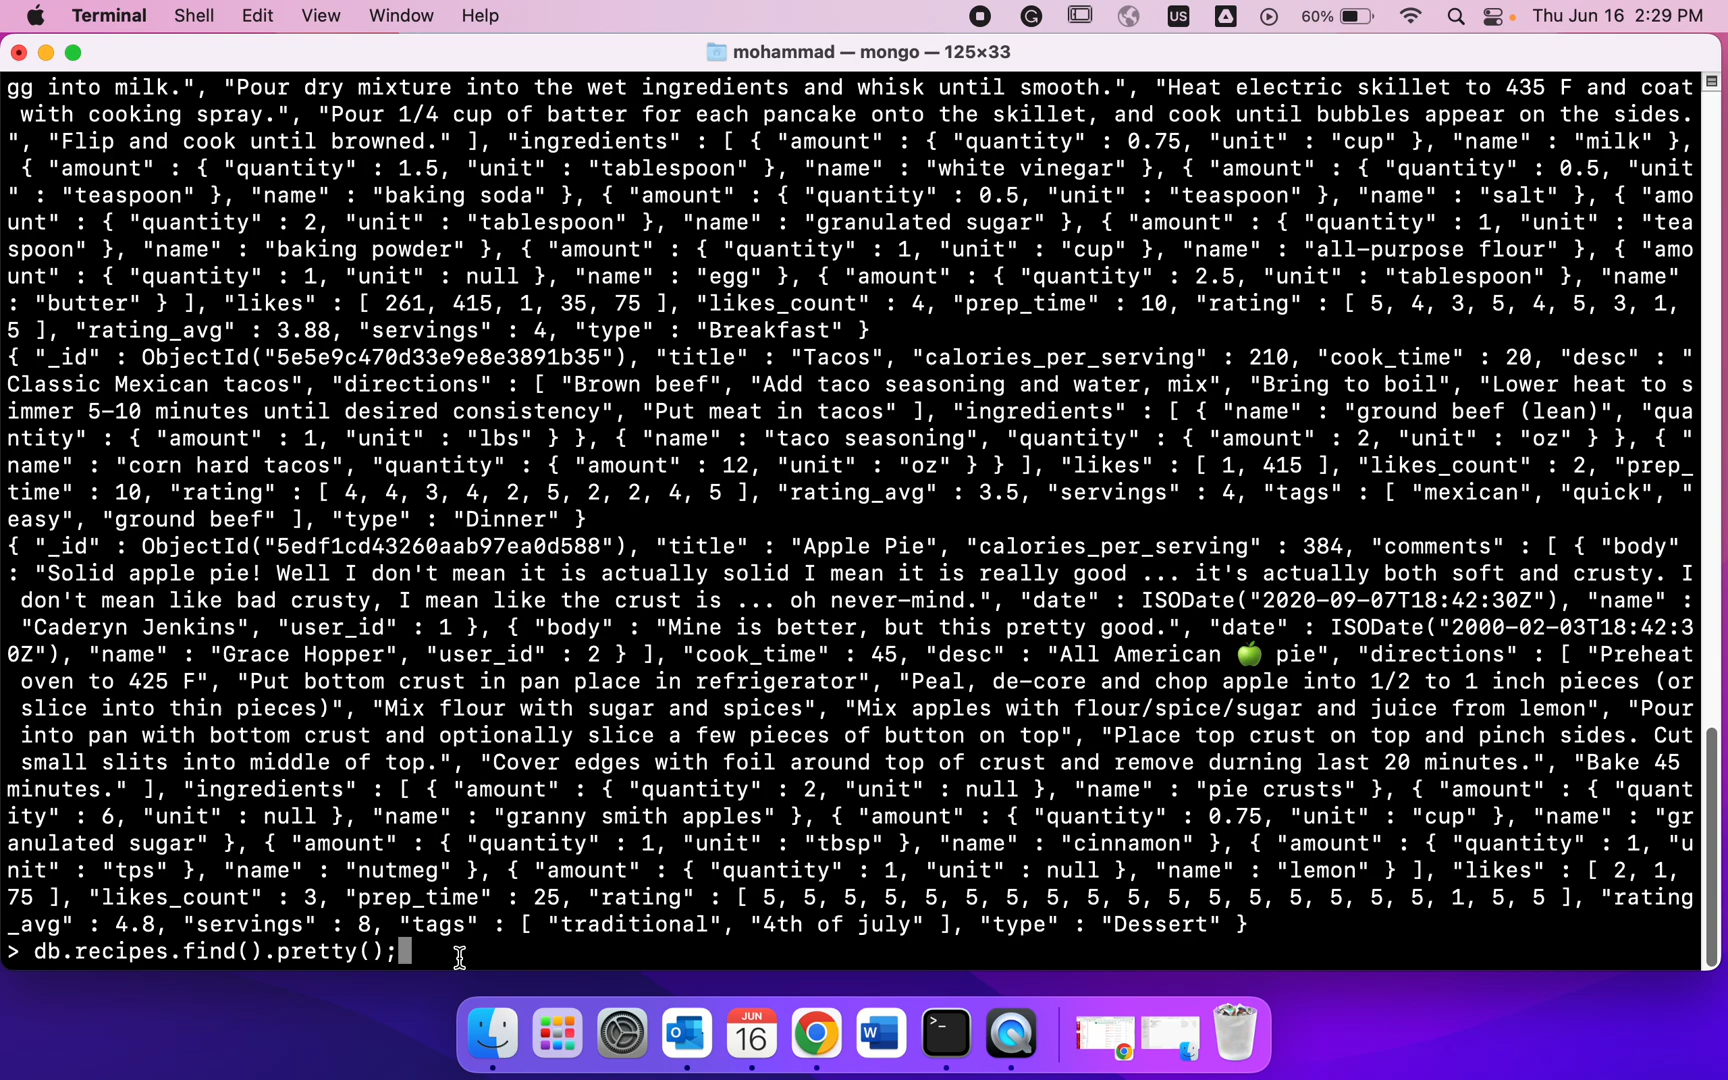 Terminal Shell Edit View Window Help US 60% Thu Jun 16 2:29 PM
mohammad — mongo — 125×33
gg into milk.", "Pour dry mixture into the wet ingredients and whisk until smooth.", "Heat electric skillet to 435 F and coat
with cooking spray.", "Pour 1/4 cup of batter for each pancake onto the skillet, and cook until bubbles appear on the sides.
", "Flip and cook until browned." ], "ingredients" : [ { "amount" : { "quantity" : 0.75, "unit" : "cup" }, "name" : "milk" },
{ "amount" : { "quantity" : 1.5, "unit" : "tablespoon" }, "name" : "white vinegar" }, { "amount" : { "quantity" : 0.5, "unit
" : "teaspoon" }, "name" : "baking soda" }, { "amount" : { "quantity" : 0.5, "unit" : "teaspoon" }, "name" : "salt" }, { "amo
unt" : { "quantity" : 2, "unit" : "tablespoon" }, "name" : "granulated sugar" }, { "amount" : { "quantity" : 1, "unit" : "tea
spoon" }, "name" : "baking powder" }, { "amount" : { "quantity" : 1, "unit" : "cup" }, "name" : "all-purpose flour" }, { "amo
unt" : { "quantity" : 1, "unit" : null }, "name" : "egg" }, { "amount" : { "quantity" : 2.5, "unit" : "tablespoon" }, "name"
: "butter" } ], "likes" : [ 261, 415, 1, 35, 75 ], "likes_count" : 4, "prep_time" : 10, "rating" : [ 5, 4, 3, 5, 4, 5, 3, 1,
5 ], "rating_avg" : 3.88, "servings" : 4, "type" : "Breakfast" }
{ "_id" : ObjectId("5e5e9c470d33e9e8e3891b35"), "title" : "Tacos", "calories_per_serving" : 210, "cook_time" : 20, "desc" : "
Classic Mexican tacos", "directions" : [ "Brown beef", "Add taco seasoning and water, mix", "Bring to boil", "Lower heat to s
immer 5-10 minutes until desired consistency", "Put meat in tacos" ], "ingredients" : [ { "name" : "ground beef (lean)", "qua
ntity" : { "amount" : 1, "unit" : "lbs" } }, { "name" : "taco seasoning", "quantity" : { "amount" : 2, "unit" : "oz" } }, { "
name" : "corn hard tacos", "quantity" : { "amount" : 12, "unit" : "oz" } } ], "likes" : [ 1, 415 ], "likes_count" : 2, "prep_
time" : 10, "rating" : [ 4, 4, 3, 4, 2, 5, 2, 2, 4, 5 ], "rating_avg" : 3.5, "servings" : 4, "tags" : [ "mexican", "quick", "
easy", "ground beef" ], "type" : "Dinner" }
{ "_id" : ObjectId("5edf1cd43260aab97ea0d588"), "title" : "Apple Pie", "calories_per_serving" : 384, "comments" : [ { "body"
: "Solid apple pie! Well I don't mean it is actually solid I mean it is really good ... it's actually both soft and crusty. I
don't mean like bad crusty, I mean like the crust is ... oh never-mind.", "date" : ISODate("2020-09-07T18:42:30Z"), "name" :
"Caderyn Jenkins", "user_id" : 1 }, { "body" : "Mine is better, but this pretty good.", "date" : ISODate("2000-02-03T18:42:3
0Z"), "name" : "Grace Hopper", "user_id" : 2 } ], "cook_time" : 45, "desc" : "All American 🍏 pie", "directions" : [ "Preheat
oven to 425 F", "Put bottom crust in pan place in refrigerator", "Peal, de-core and chop apple into 1/2 to 1 inch pieces (or
slice into thin pieces)", "Mix flour with sugar and spices", "Mix apples with flour/spice/sugar and juice from lemon", "Pour
into pan with bottom crust and optionally slice a few pieces of button on top", "Place top crust on top and pinch sides. Cut
small slits into middle of top.", "Cover edges with foil around top of crust and remove durning last 20 minutes.", "Bake 45
minutes." ], "ingredients" : [ { "amount" : { "quantity" : 2, "unit" : null }, "name" : "pie crusts" }, { "amount" : { "quant
ity" : 6, "unit" : null }, "name" : "granny smith apples" }, { "amount" : { "quantity" : 0.75, "unit" : "cup" }, "name" : "gr
anulated sugar" }, { "amount" : { "quantity" : 1, "unit" : "tbsp" }, "name" : "cinnamon" }, { "amount" : { "quantity" : 1, "u
nit" : "tps" }, "name" : "nutmeg" }, { "amount" : { "quantity" : 1, "unit" : null }, "name" : "lemon" } ], "likes" : [ 2, 1,
75 ], "likes_count" : 3, "prep_time" : 25, "rating" : [ 5, 5, 5, 5, 5, 5, 5, 5, 5, 5, 5, 5, 5, 5, 5, 5, 5, 1, 5, 5 ], "rating
_avg" : 4.8, "servings" : 8, "tags" : [ "traditional", "4th of july" ], "type" : "Dessert" }
> db.recipes.find().pretty();
JUN
16